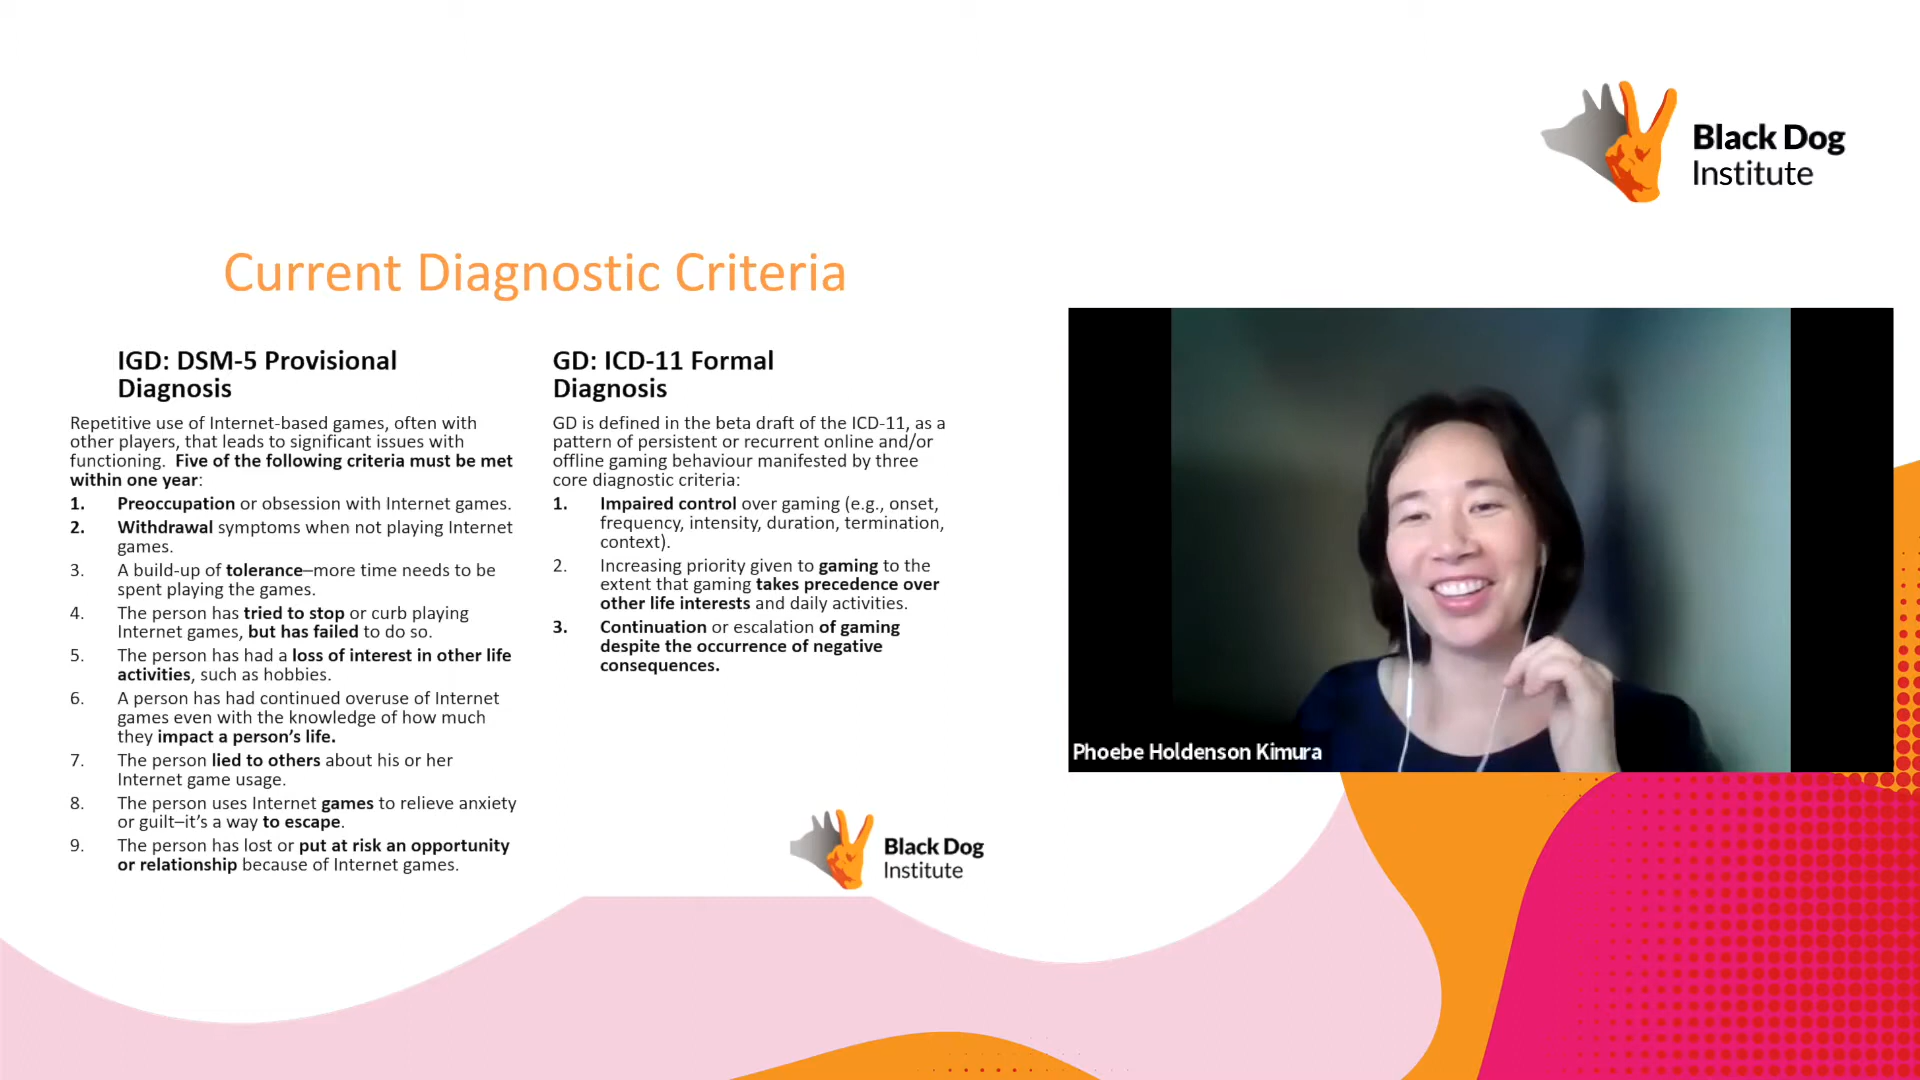 Black Dog
Institute
Current Diagnostic Criteria
IGD: DSM-5 Provisional
Diagnosis
Repetitive use of Internet-based games, often with
other players, that leads to significant issues with
functioning.  Five of the following criteria must be met
within one year:
1. Preoccupation or obsession with Internet games.
2. Withdrawal symptoms when not playing Internet
games.
3. A build-up of tolerance–more time needs to be
spent playing the games.
4. The person has tried to stop or curb playing
Internet games, but has failed to do so.
5. The person has had a loss of interest in other life
activities, such as hobbies.
6. A person has had continued overuse of Internet
games even with the knowledge of how much
they impact a person’s life.
7. The person lied to others about his or her
Internet game usage.
8. The person uses Internet games to relieve anxiety
or guilt–it’s a way to escape.
9. The person has lost or put at risk an opportunity
or relationship because of Internet games.
GD: ICD-11 Formal
Diagnosis
GD is defined in the beta draft of the ICD-11, as a
pattern of persistent or recurrent online and/or
offline gaming behaviour manifested by three
core diagnostic criteria:
1. Impaired control over gaming (e.g., onset,
frequency, intensity, duration, termination,
context).
2. Increasing priority given to gaming to the
extent that gaming takes precedence over
other life interests and daily activities.
3. Continuation or escalation of gaming
despite the occurrence of negative
consequences.
Black Dog
Institute
Phoebe Holdenson Kimura